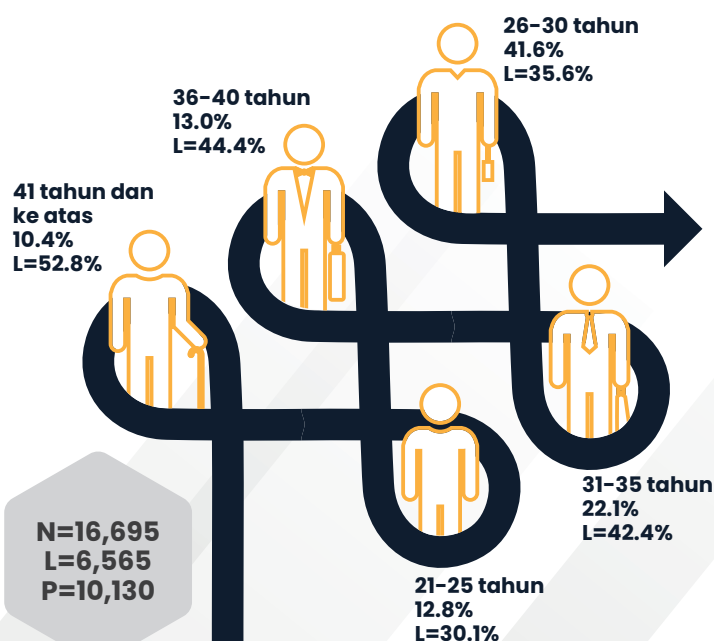 26-30 tahun
41.6%
L=35.6%
36-40 tahun
13.0%
L=44.4%
41 tahun dan
ke atas
10.4%
L=52.8%
31-35 tahun
22.1%
L=42.4%
N=16,695
L=6,565
P=10,130
21-25 tahun
12.8%
L=30.1%